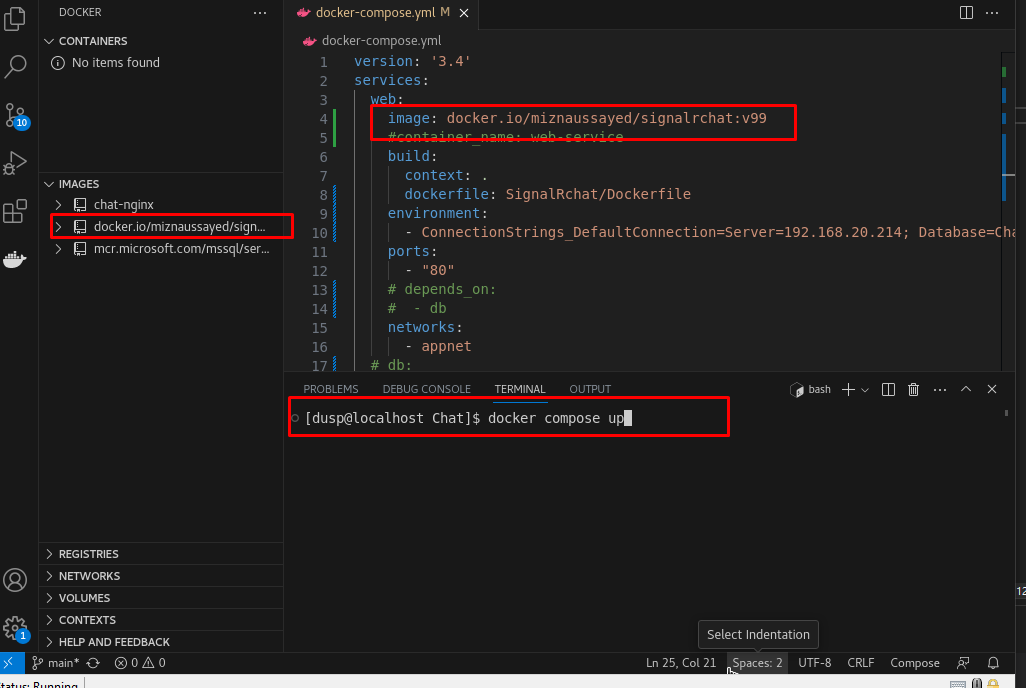 DOCKER
CONTAINERS
No items found
10
IMAGES
chat-nginx
docker.io/miznaussayed/sign...
mcr.microsoft.com/mssql/ser...
REGISTRIES
NETWORKS
VOLUMES
CONTEXTS
HELP AND FEEDBACK
1
docker-compose.yml M
docker-compose.yml
1 version: '3.4'
2 services:
3 web:
4 image: docker.io/miznaussayed/signalrchat:v99
5 #container_name: web-service
6 build:
7 context: .
8 dockerfile: SignalRchat/Dockerfile
9 environment:
10 - ConnectionStrings_DefaultConnection=Server=192.168.20.214; Database=Cha
11 ports:
12 - "80"
13 # depends_on:
14 # - db
15 networks:
16 - appnet
17 # db:
PROBLEMS DEBUG CONSOLE TERMINAL OUTPUT
bash
[dusp@localhost Chat]$ docker compose up
Select Indentation
main* 0 0
Ln 25, Col 21 Spaces: 2 UTF-8 CRLF Compose
12
tatus: Running